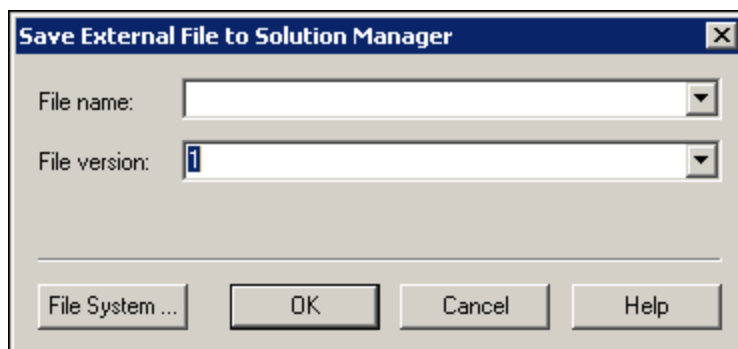 Save External File to Solution Manager
File name:
File version: 1
File System ... OK Cancel Help